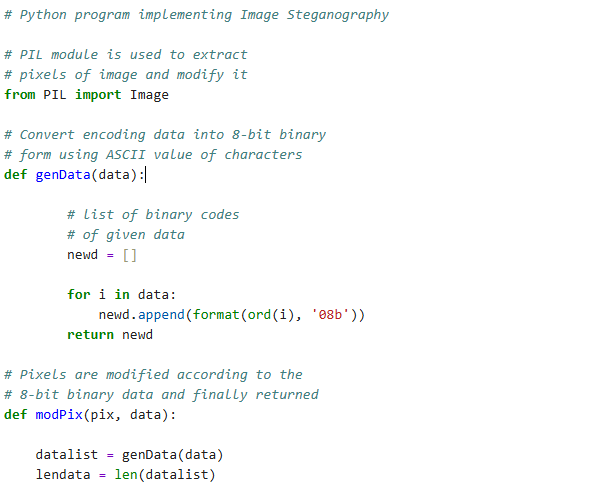 # Python program implementing Image Steganography
# PIL module is used to extract
# pixels of image and modify it
from PIL import Image
# Convert encoding data into 8-bit binary
# form using ASCII value of characters
def genData(data):
# list of binary codes
# of given data
newd = []
for i in data:
newd.append(format(ord(i), '08b'))
return newd
# Pixels are modified according to the
# 8-bit binary data and finally returned
def modPix(pix, data):
datalist = genData(data)
lendata = len(datalist)